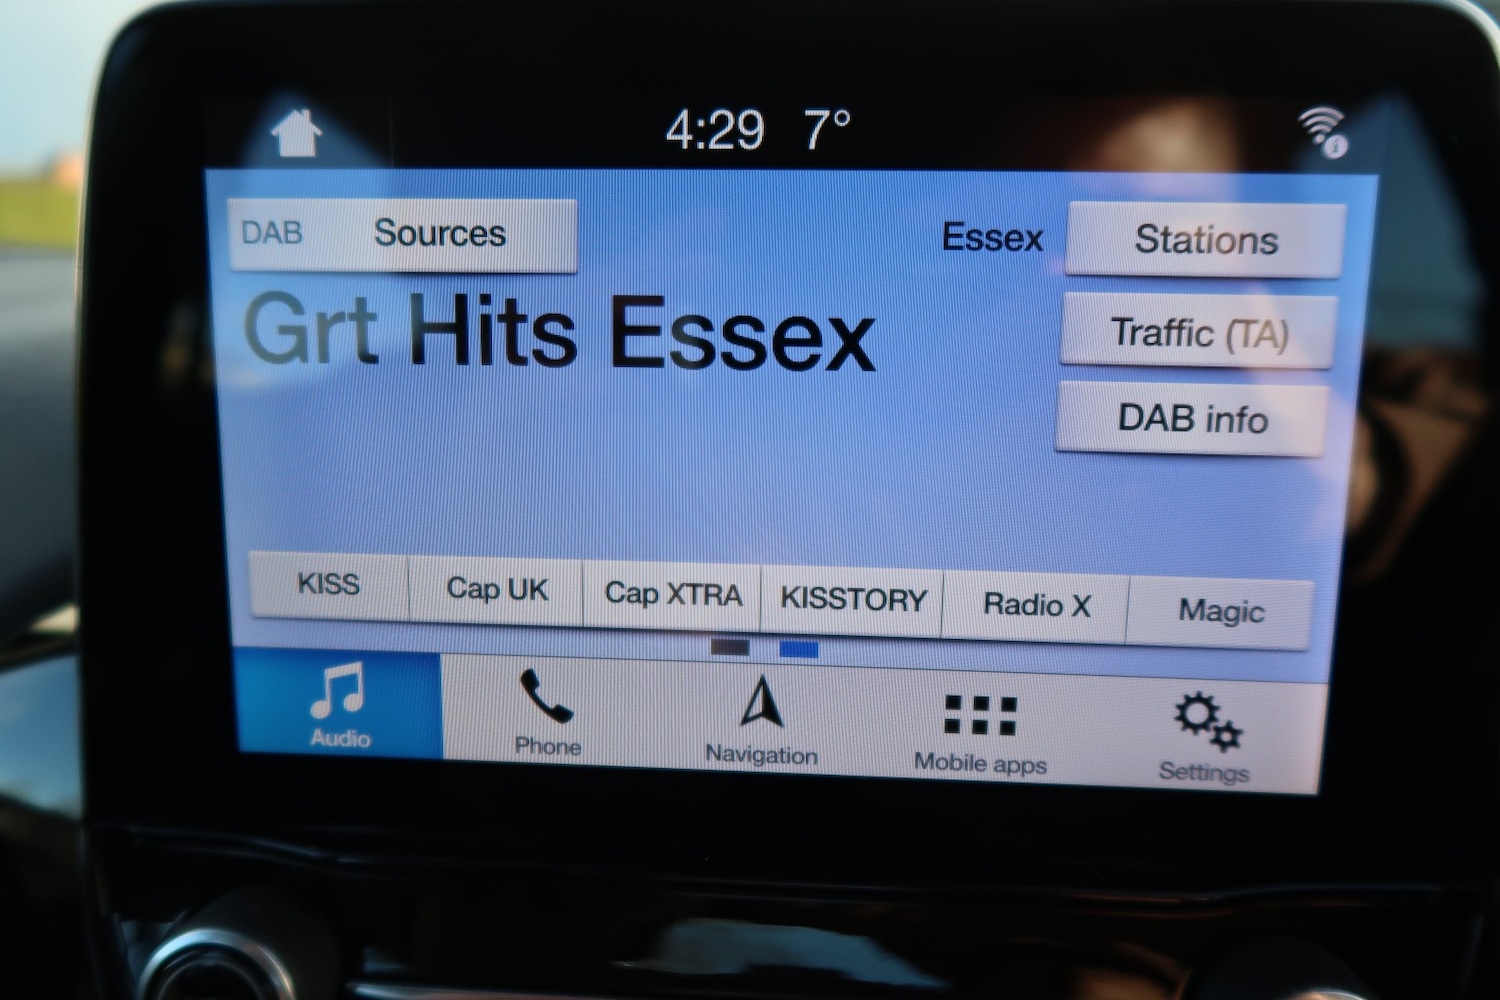 4:29 7°
DAB Sources
Essex Stations
Grt Hits Essex
Traffic (TA)
DAB info
KISS Cap UK Cap XTRA KISSTORY Radio X Magic
Audio Phone Navigation Mobile apps Settings